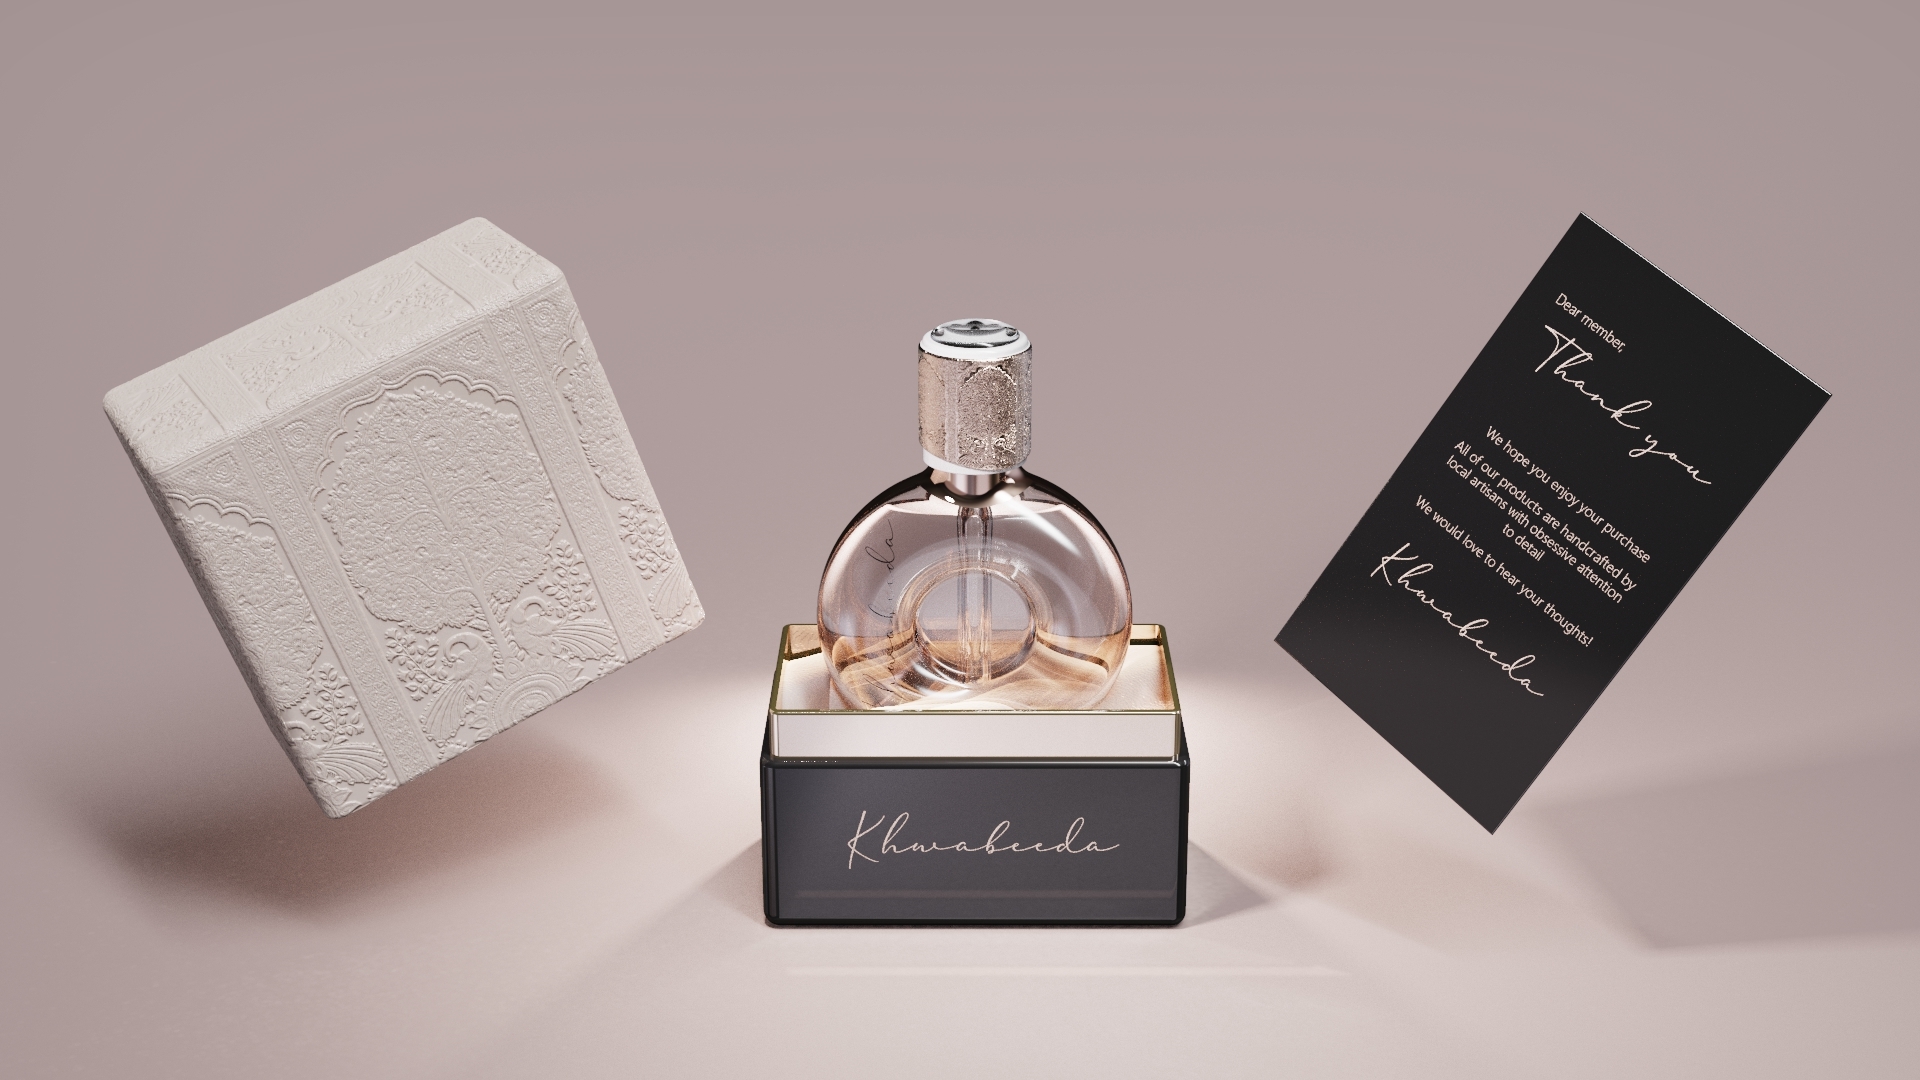 Khwabeeda
Khwabeeda
Dear member,
Thank you
We hope you enjoy your purchase
All of our products are handcrafted by
local artisans with obsessive attention
to detail
We would love to hear your thoughts!
Khwabeeda